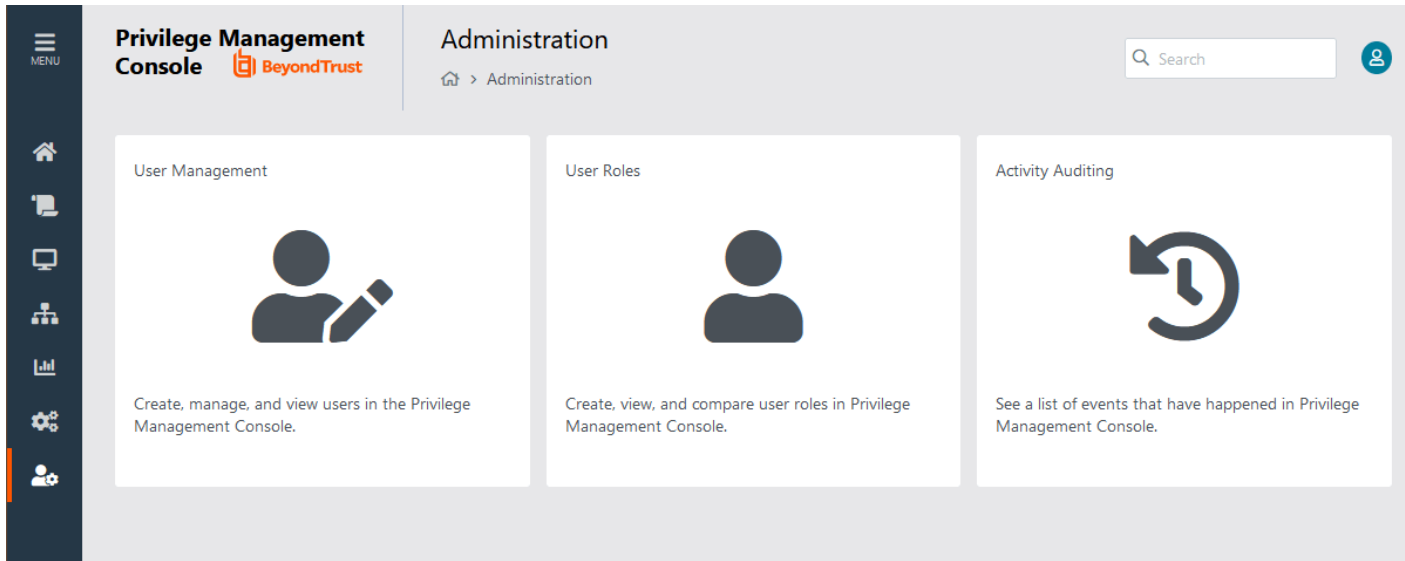 MENU
Privilege Management
Console BeyondTrust
Administration
> Administration
Search
User Management
Create, manage, and view users in the Privilege
Management Console.
User Roles
Create, view, and compare user roles in Privilege
Management Console.
Activity Auditing
See a list of events that have happened in Privilege
Management Console.